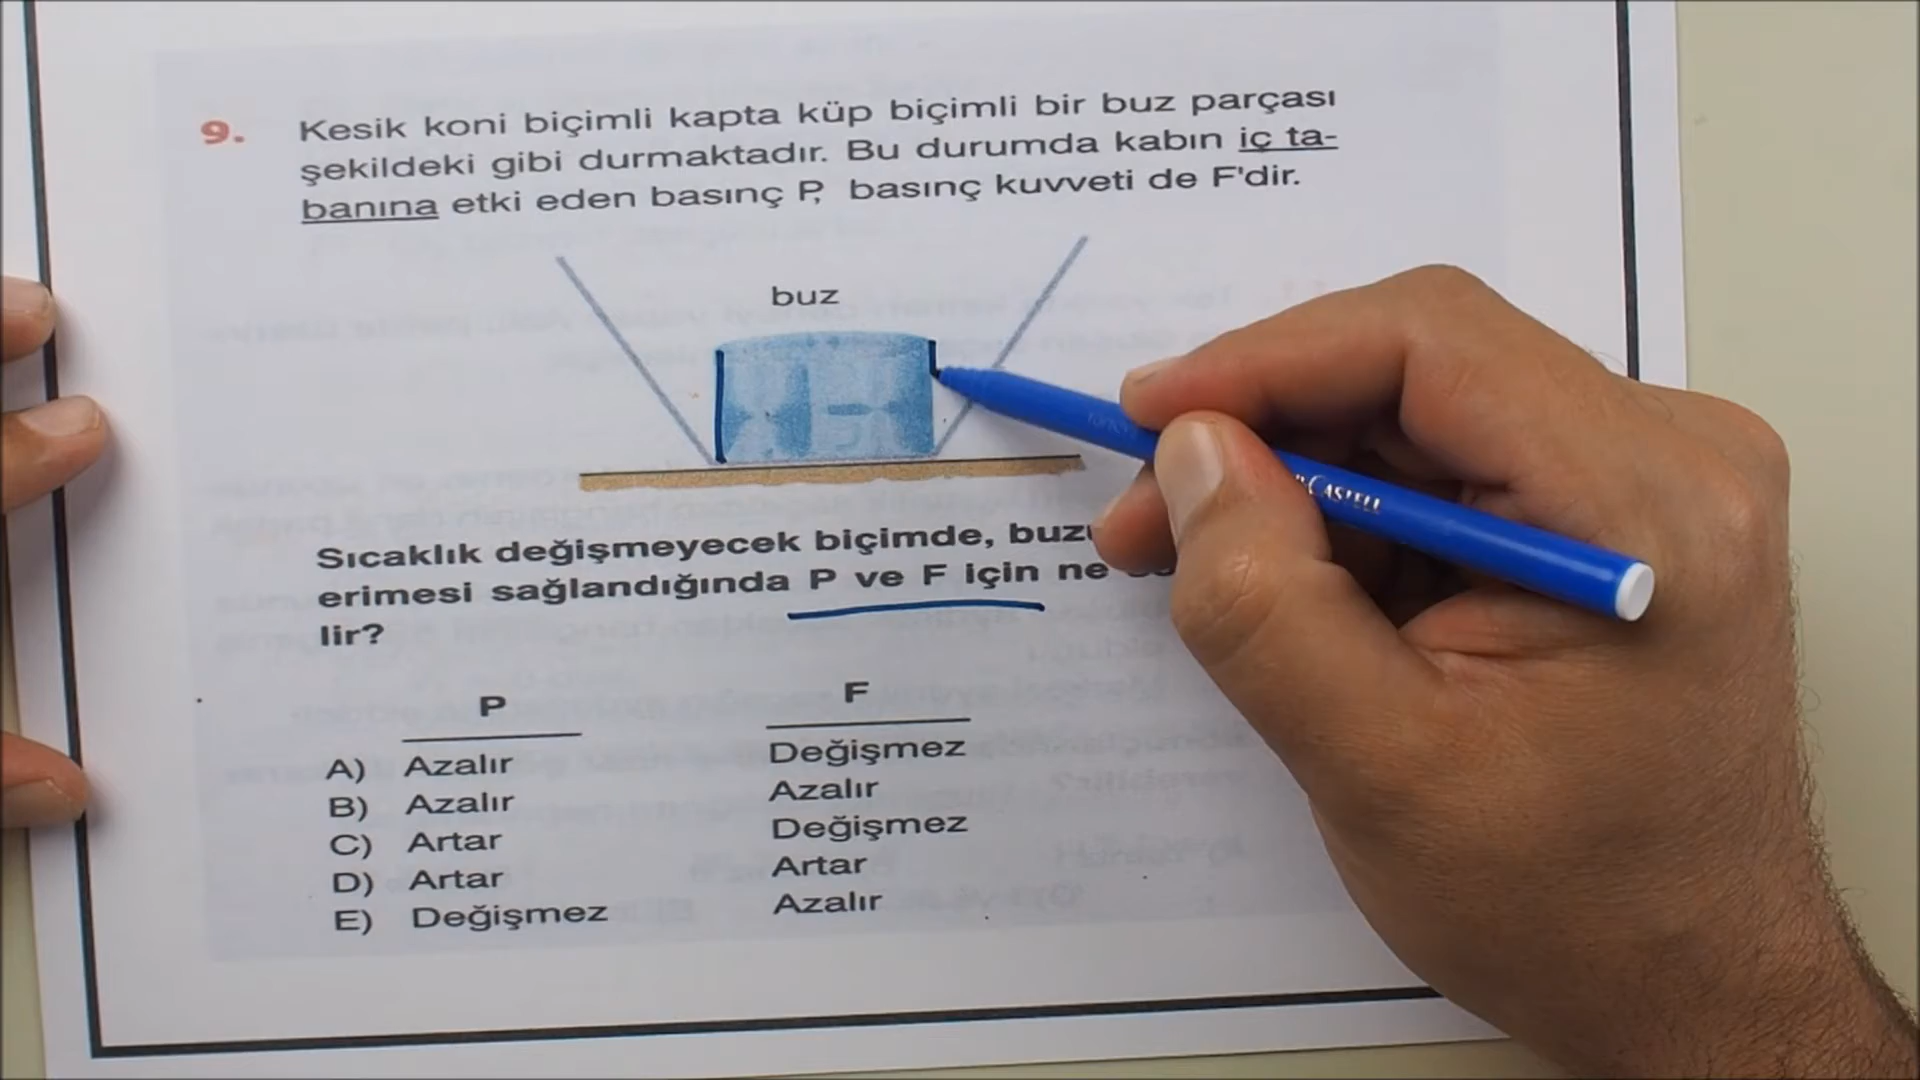 9. Kesik koni biçimli kapta küp biçimli bir buz parçası
şekildeki gibi durmaktadır. Bu durumda kabın iç ta-
banına etki eden basınç P, basınç kuvveti de F'dir.
buz
Sıcaklık değişmeyecek biçimde,
erimesi sağlandığında P ve F için ne
lir?
P F
A) Azalır Değişmez
B) Azalır Azalır
C) Artar Değişmez
D) Artar Artar
E) Değişmez Azalır
CASTELL